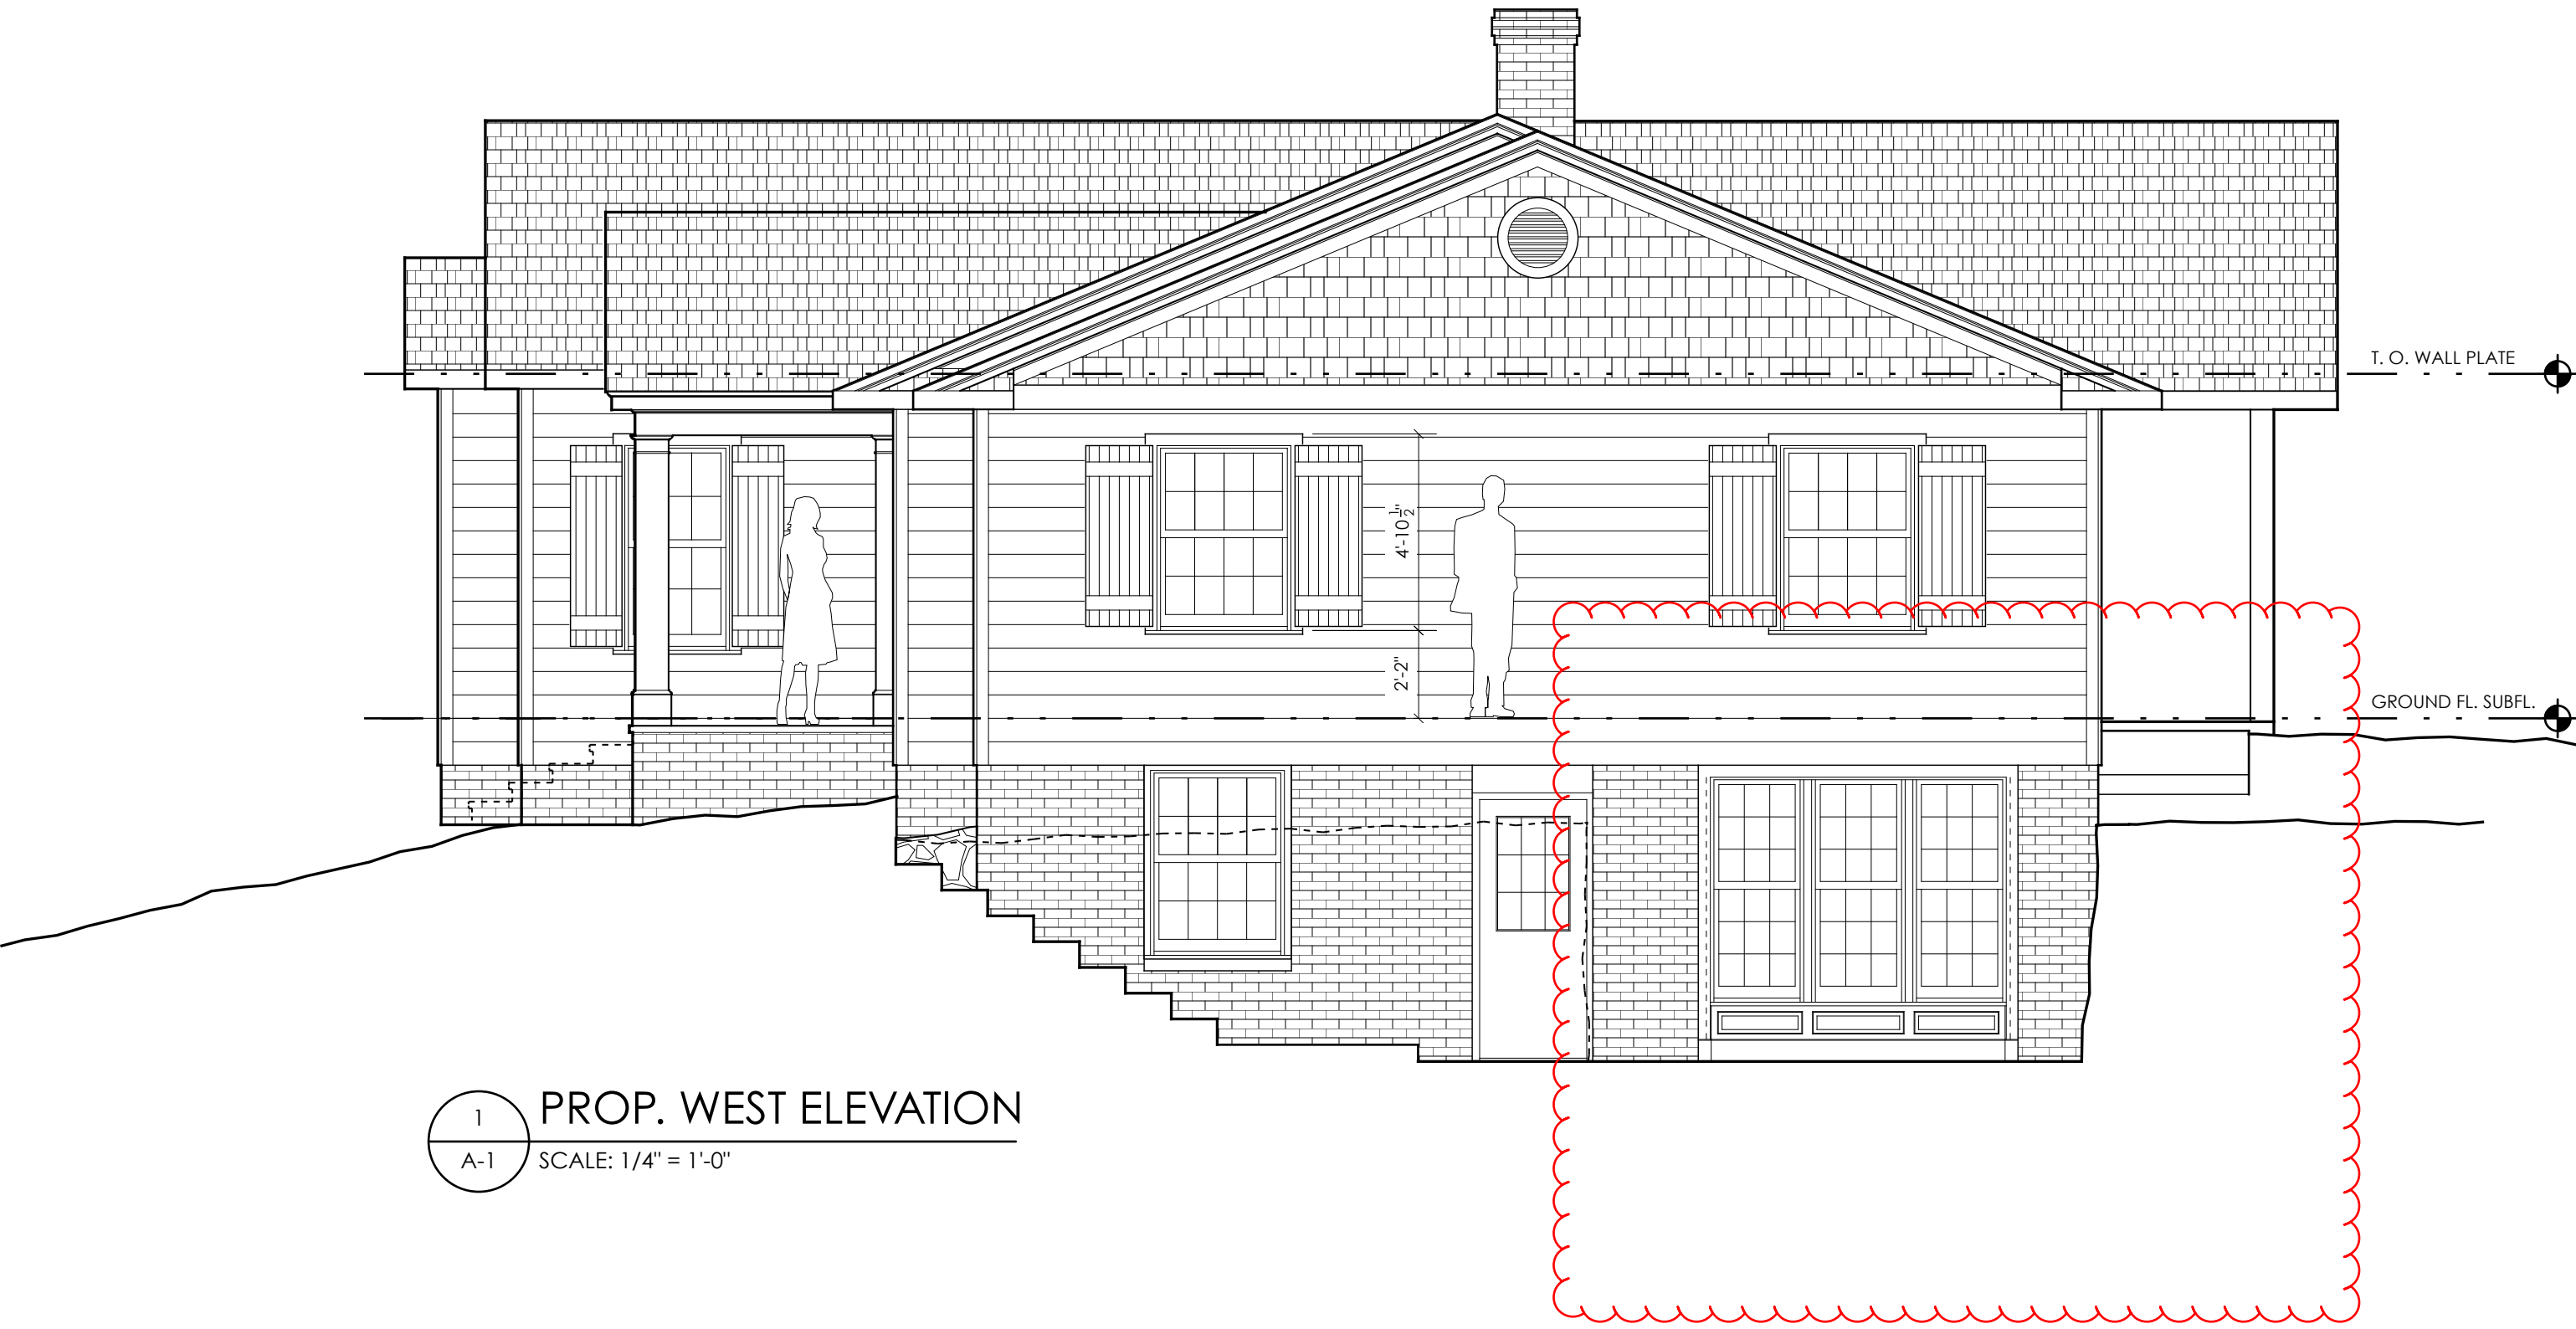 T. O. WALL PLATE
4'-10 1/2"
2'-2"
GROUND FL. SUBFL.
1
PROP. WEST ELEVATION
A-1
SCALE: 1/4" = 1'-0"